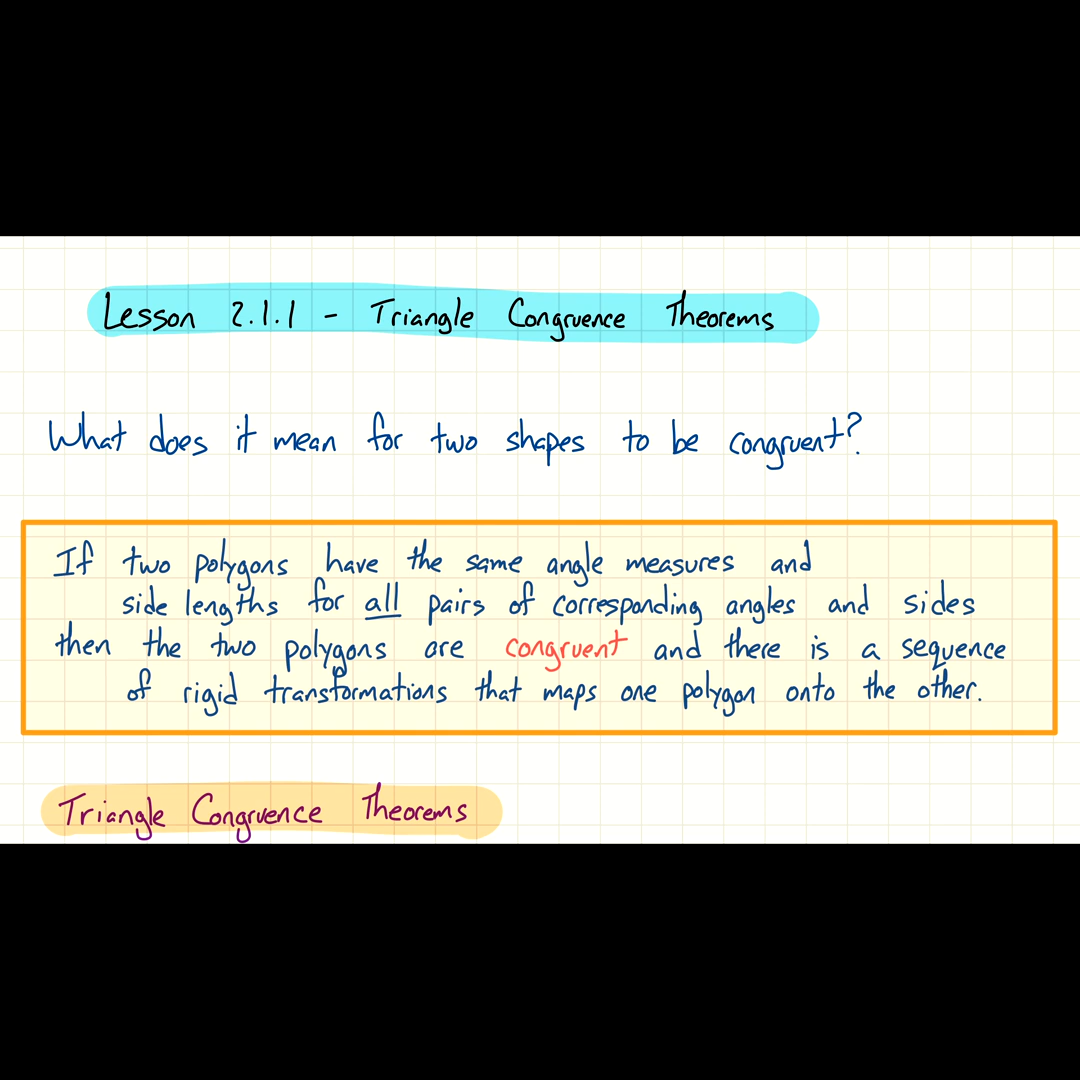 Lesson 2.1.1 - Triangle Congruence Theorems
What does it mean for two shapes to be congruent?
If two polygons have the same angle measures and
side lengths for all pairs of corresponding angles and sides
then the two polygons are congruent and there is a sequence
of rigid transformations that maps one polygon onto the other.
Triangle Congruence Theorems